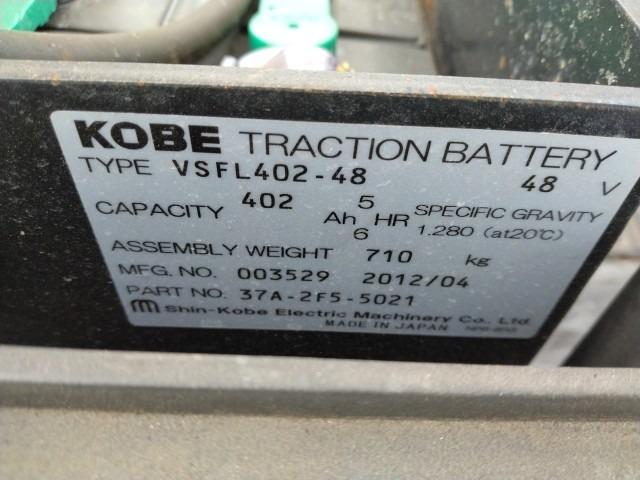 KOBE TRACTION BATTERY
TYPE VSFL402-48 48 V
CAPACITY 402 Ah 5 HR SPECIFIC GRAVITY
6 1.280 (at20℃)
ASSEMBLY WEIGHT 710 kg
MFG. NO. 003529 2012/04
PART NO. 37A-2F5-5021
Shin-Kobe Electric Machinery Co., Ltd.
MADE IN JAPAN